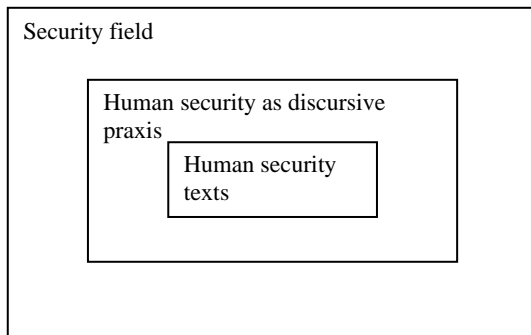 Security field
Human security as discursive
praxis
Human security
texts